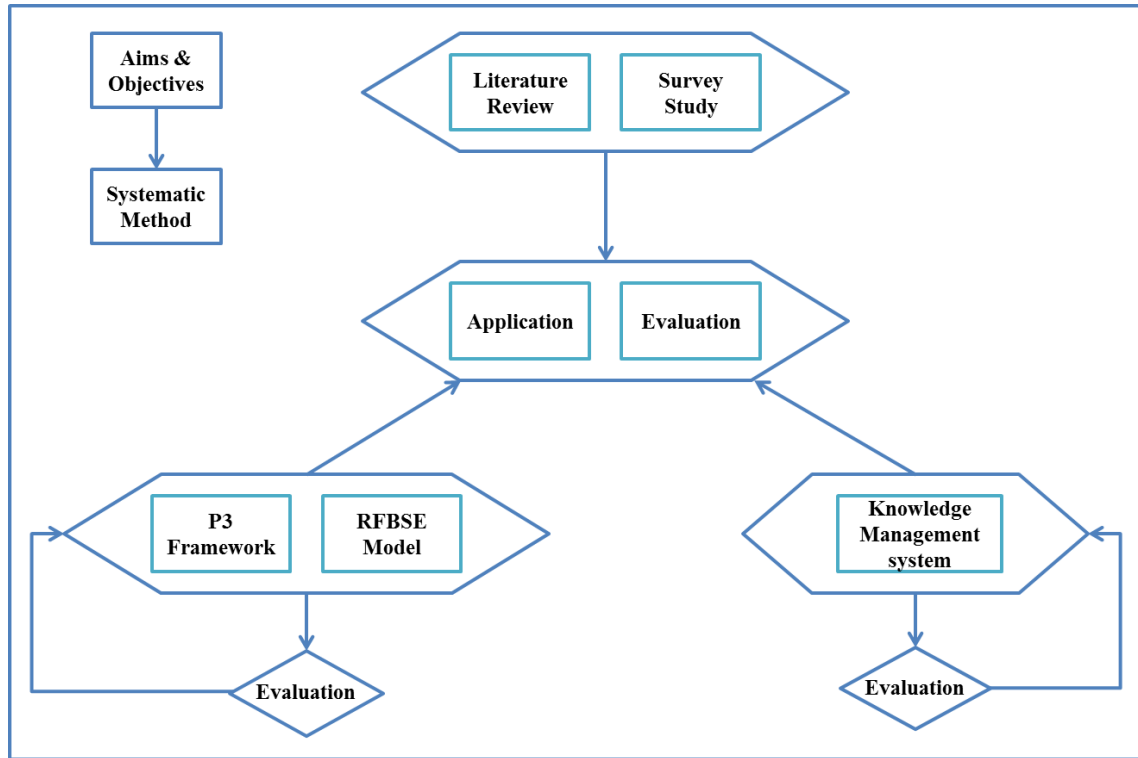 Aims &
Objectives
Systematic
Method
Literature
Review
Survey
Study
Application
Evaluation
P3
Framework
RFBSE
Model
Evaluation
Knowledge
Management
system
Evaluation